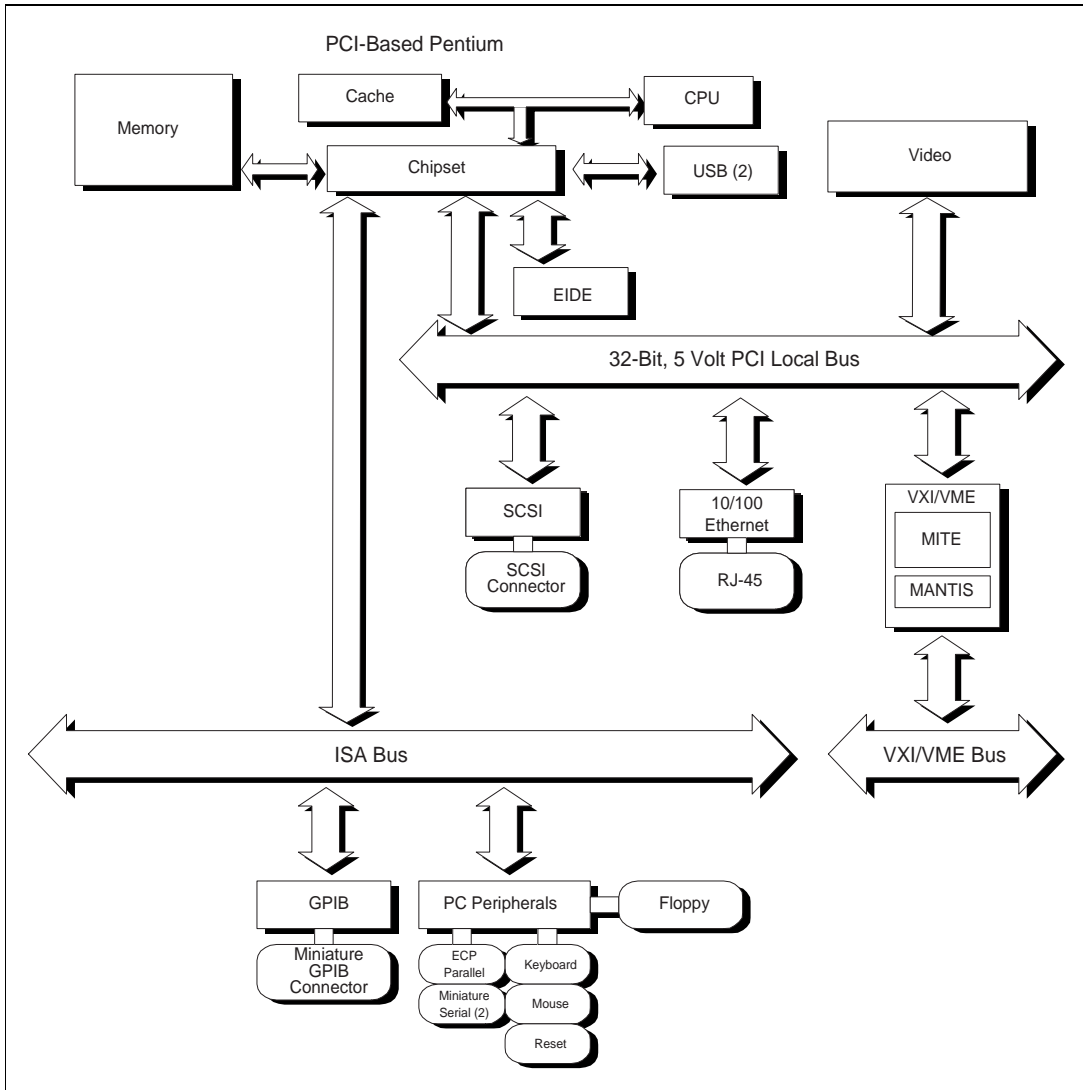 PCI-Based Pentium
Cache
CPU
Memory
Chipset
USB (2)
Video
EIDE
32-Bit, 5 Volt PCI Local Bus
SCSI
10/100
Ethernet
VXI/VME
MITE
MANTIS
SCSI
Connector
RJ-45
ISA Bus
VXI/VME Bus
GPIB
PC Peripherals
Floppy
Miniature
GPIB
Connector
ECP
Parallel
Keyboard
Miniature
Serial (2)
Mouse
Reset